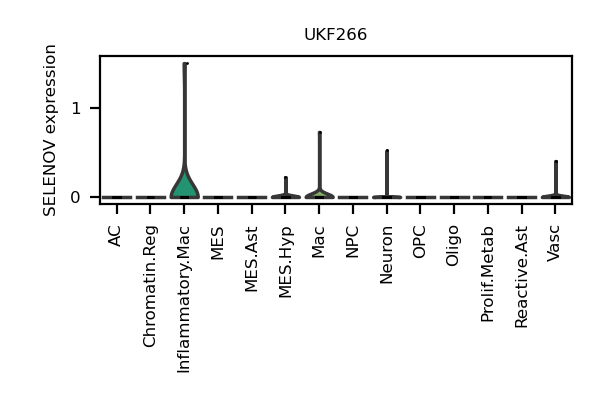 UKF266
SELENOV expression
1
0
AC
Chromatin.Reg
Inflammatory.Mac
MES
MES.Ast
MES.Hyp
Mac
NPC
Neuron
OPC
Oligo
Prolif.Metab
Reactive.Ast
Vasc